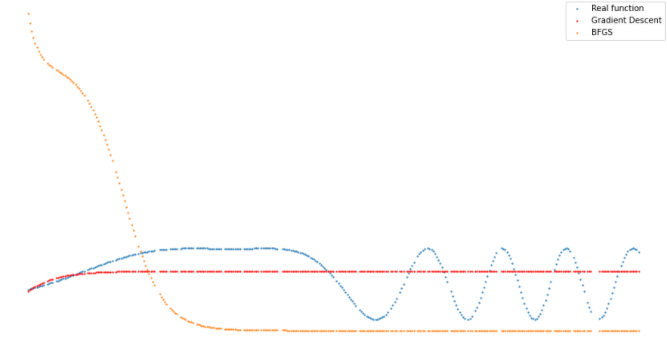 Real function
Gradient Descent
BFGS